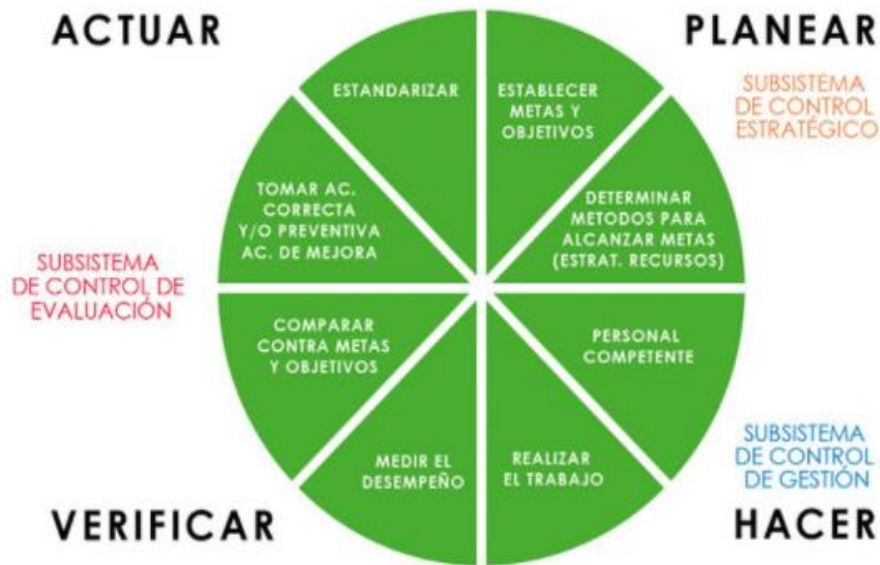 ACTUAR
PLANEAR
SUBSISTEMA
DE CONTROL
ESTRATÉGICO
ESTANDARIZAR
ESTABLECER
METAS Y
OBJETIVOS
TOMAR AC.
CORRECTA
Y/O PREVENTIVA
AC. DE MEJORA
DETERMINAR
METODOS PARA
ALCANZAR METAS
(ESTRAT. RECURSOS)
SUBSISTEMA
DE CONTROL DE
EVALUACIÓN
COMPARAR
CONTRA METAS
Y OBJETIVOS
PERSONAL
COMPETENTE
MEDIR EL
DESEMPEÑO
REALIZAR
EL TRABAJO
SUBSISTEMA
DE CONTROL
DE GESTIÓN
VERIFICAR
HACER